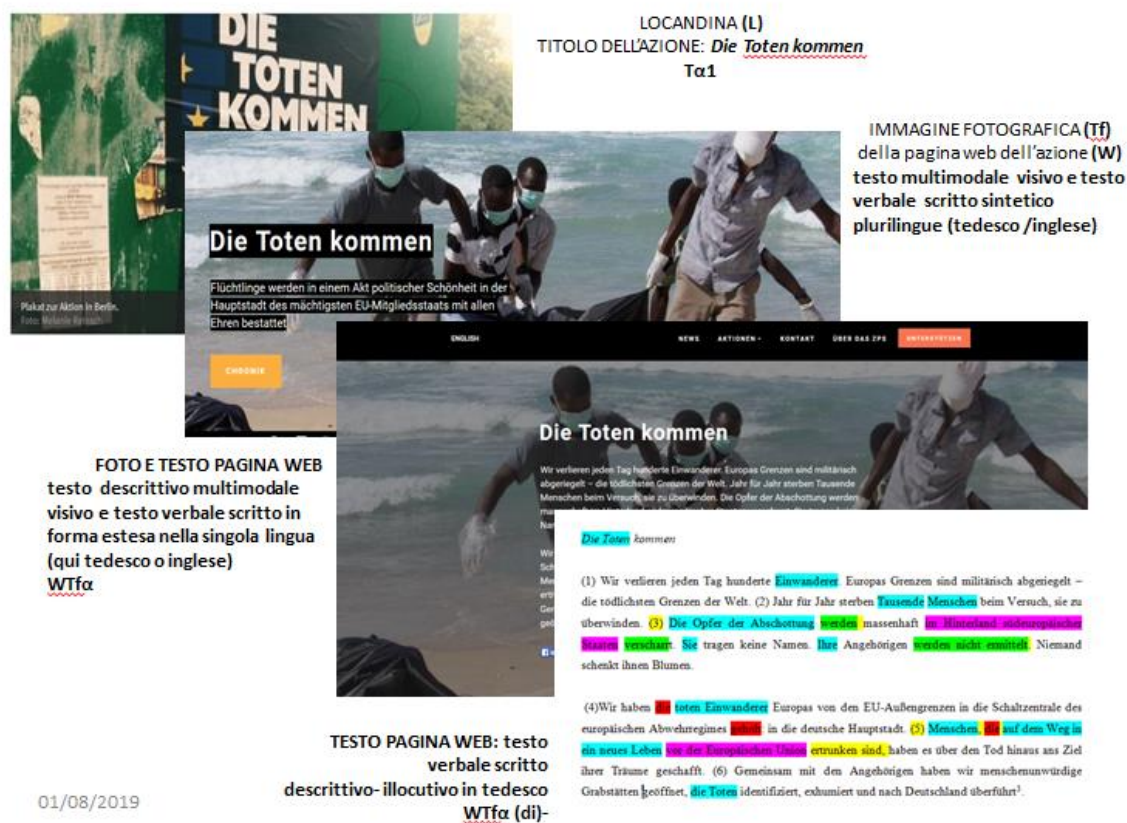 DIE
TOTEN
KOMMEN
Plakat zur Aktion in Berlin.
Foto: Melanie
LOCANDINA (L)
TITOLO DELL'AZIONE: Die Toten kommen
Tα1
Die Toten kommen
Flüchtlinge werden in einem Akt politischer Schönheit in der
Hauptstadt des mächtigsten EU-Mitgliedsstaats mit allen
Ehren bestattet
CHRONIK
IMMAGINE FOTOGRAFICA (Tf)
della pagina web dell'azione (W)
testo multimodale visivo e testo
verbale scritto sintetico
plurilingue (tedesco /inglese)
ENGLISH NEWS AKTIONEN KONTAKT ÜBER DAS ZPS UNTERSTÜTZEN
Die Toten kommen
Wir verlieren jeden Tag hunderte Einwanderer. Europas Grenzen sind militärisch
abgeriegelt – die tödlichsten Grenzen der Welt. Jahr für Jahr sterben Tausende
Menschen beim Versuch, sie zu überwinden. Die Opfer der Abschottung werden
FOTO E TESTO PAGINA WEB
testo descrittivo multimodale
visivo e testo verbale scritto in
forma estesa nella singola lingua
(qui tedesco o inglese)
WTfα
Die Toten kommen
(1) Wir verlieren jeden Tag hunderte Einwanderer. Europas Grenzen sind militärisch abgeriegelt –
die tödlichsten Grenzen der Welt. (2) Jahr für Jahr sterben Tausende Menschen beim Versuch, sie zu
überwinden. (3) Die Opfer der Abschottung werden massenhaft im Hinterland südeuropäischer
Staaten verscharrt. Sie tragen keine Namen. Ihre Angehörigen werden nicht ermittelt. Niemand
schenkt ihnen Blumen.
(4)Wir haben die toten Einwanderer Europas von den EU-Außengrenzen in die Schaltzentrale des
europäischen Abwehrregimes geholt: in die deutsche Hauptstadt. (5) Menschen, die auf dem Weg in
ein neues Leben vor der Europäischen Union ertrunken sind, haben es über den Tod hinaus ans Ziel
ihrer Träume geschafft. (6) Gemeinsam mit den Angehörigen haben wir menschenunwürdige
Grabstätten geöffnet, die Toten identifiziert, exhumiert und nach Deutschland überführt³.
TESTO PAGINA WEB: testo
verbale scritto
descrittivo- illocutivo in tedesco
WTfα (di)-
01/08/2019